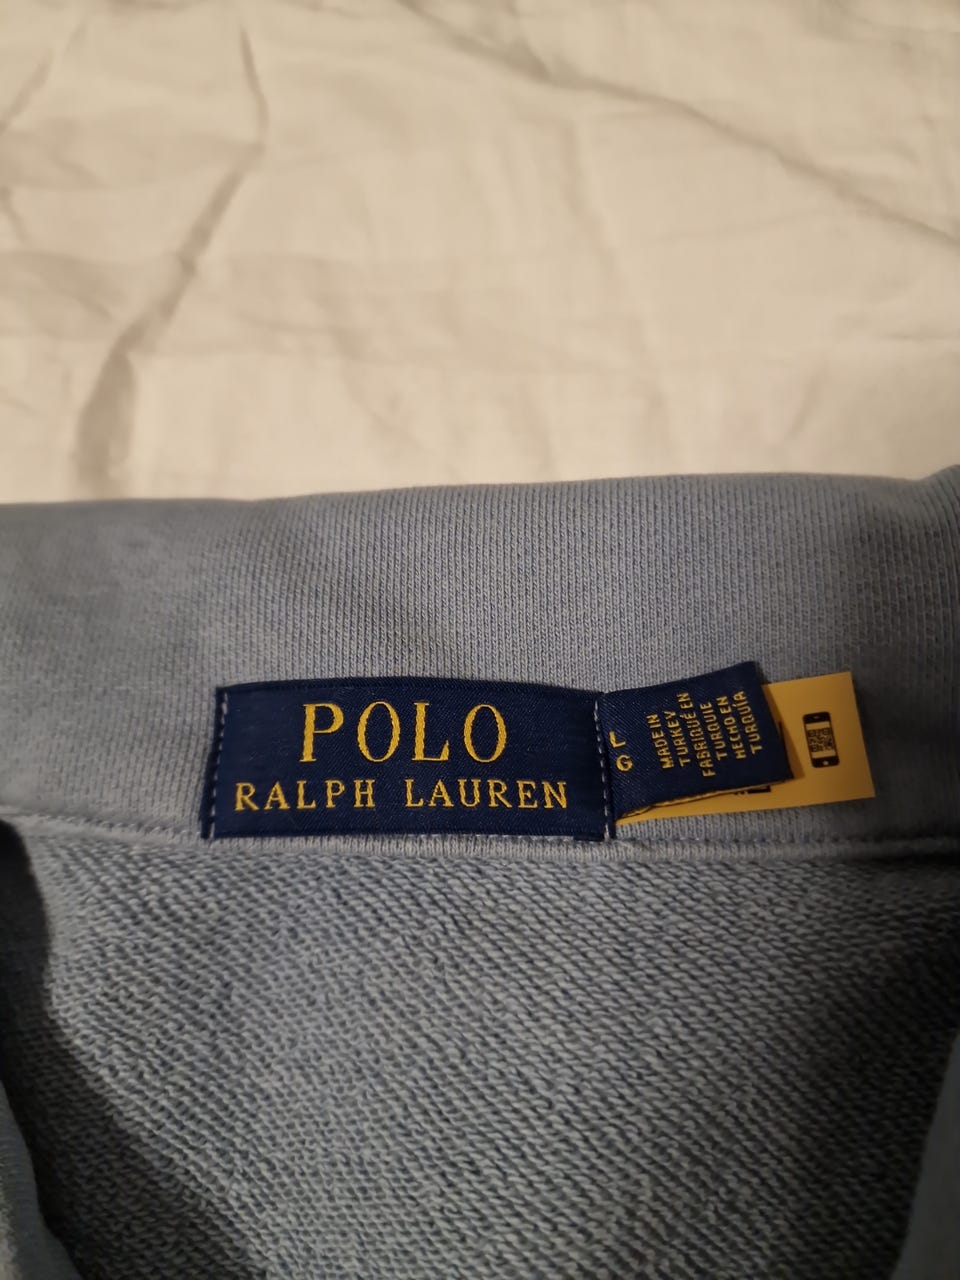 POLO
RALPH LAUREN
L
G
MADE IN
TURKEY
FABRIQUÉ EN
TURQUIE
HECHO EN
TURQUÍA